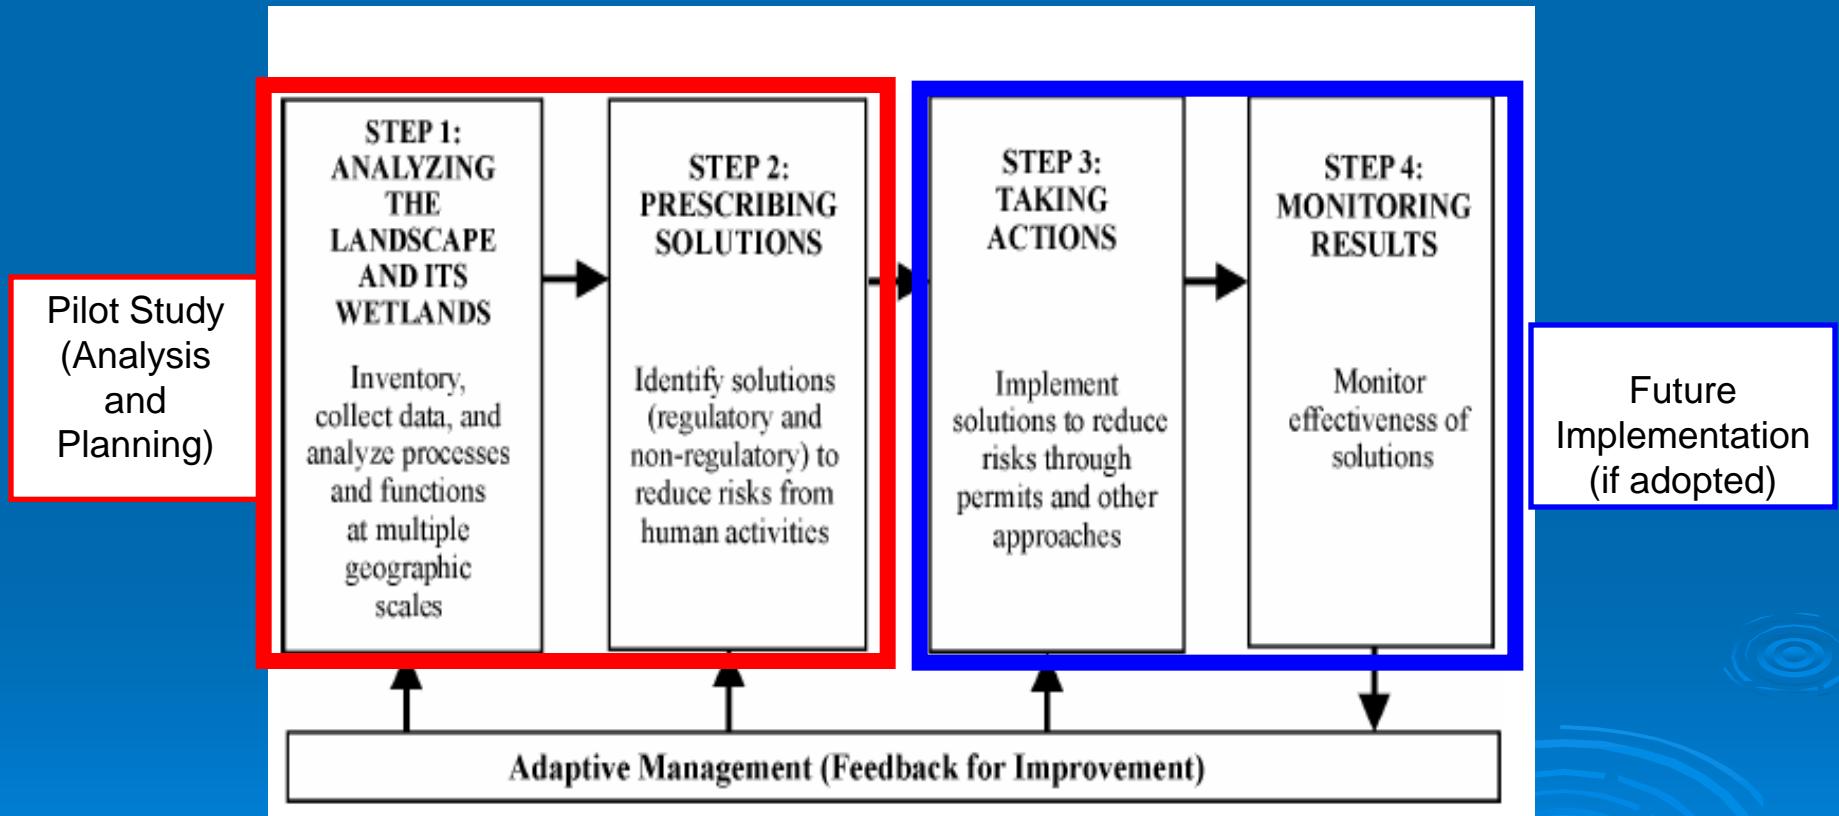 Pilot Study
(Analysis
and
Planning)
STEP 1:
ANALYZING
THE
LANDSCAPE
AND ITS
WETLANDS
Inventory,
collect data, and
analyze processes
and functions
at multiple
geographic
scales
STEP 2:
PRESCRIBING
SOLUTIONS
Identify solutions
(regulatory and
non-regulatory) to
reduce risks from
human activities
STEP 3:
TAKING
ACTIONS
Implement
solutions to reduce
risks through
permits and other
approaches
STEP 4:
MONITORING
RESULTS
Monitor
effectiveness of
solutions
Future
Implementation
(if adopted)
Adaptive Management (Feedback for Improvement)